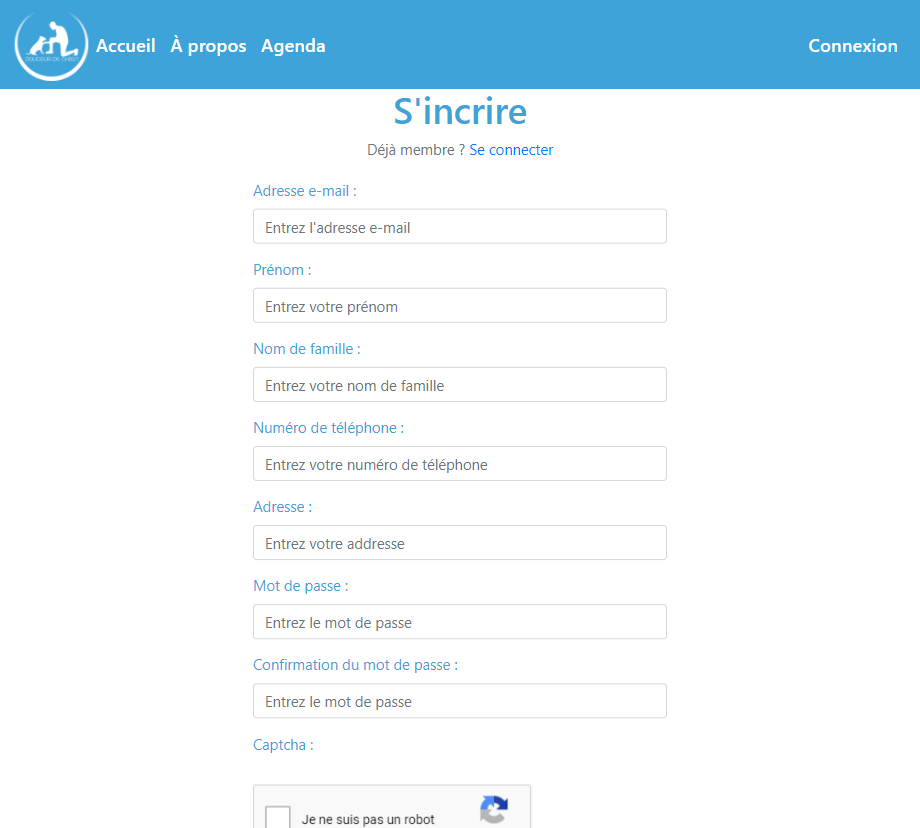 Accueil À propos Agenda Connexion
S'incrire
Déjà membre ? Se connecter
Adresse e-mail :
Entrez l'adresse e-mail
Prénom :
Entrez votre prénom
Nom de famille :
Entrez votre nom de famille
Numéro de téléphone :
Entrez votre numéro de téléphone
Adresse :
Entrez votre addresse
Mot de passe :
Entrez le mot de passe
Confirmation du mot de passe :
Entrez le mot de passe
Captcha :
Je ne suis pas un robot